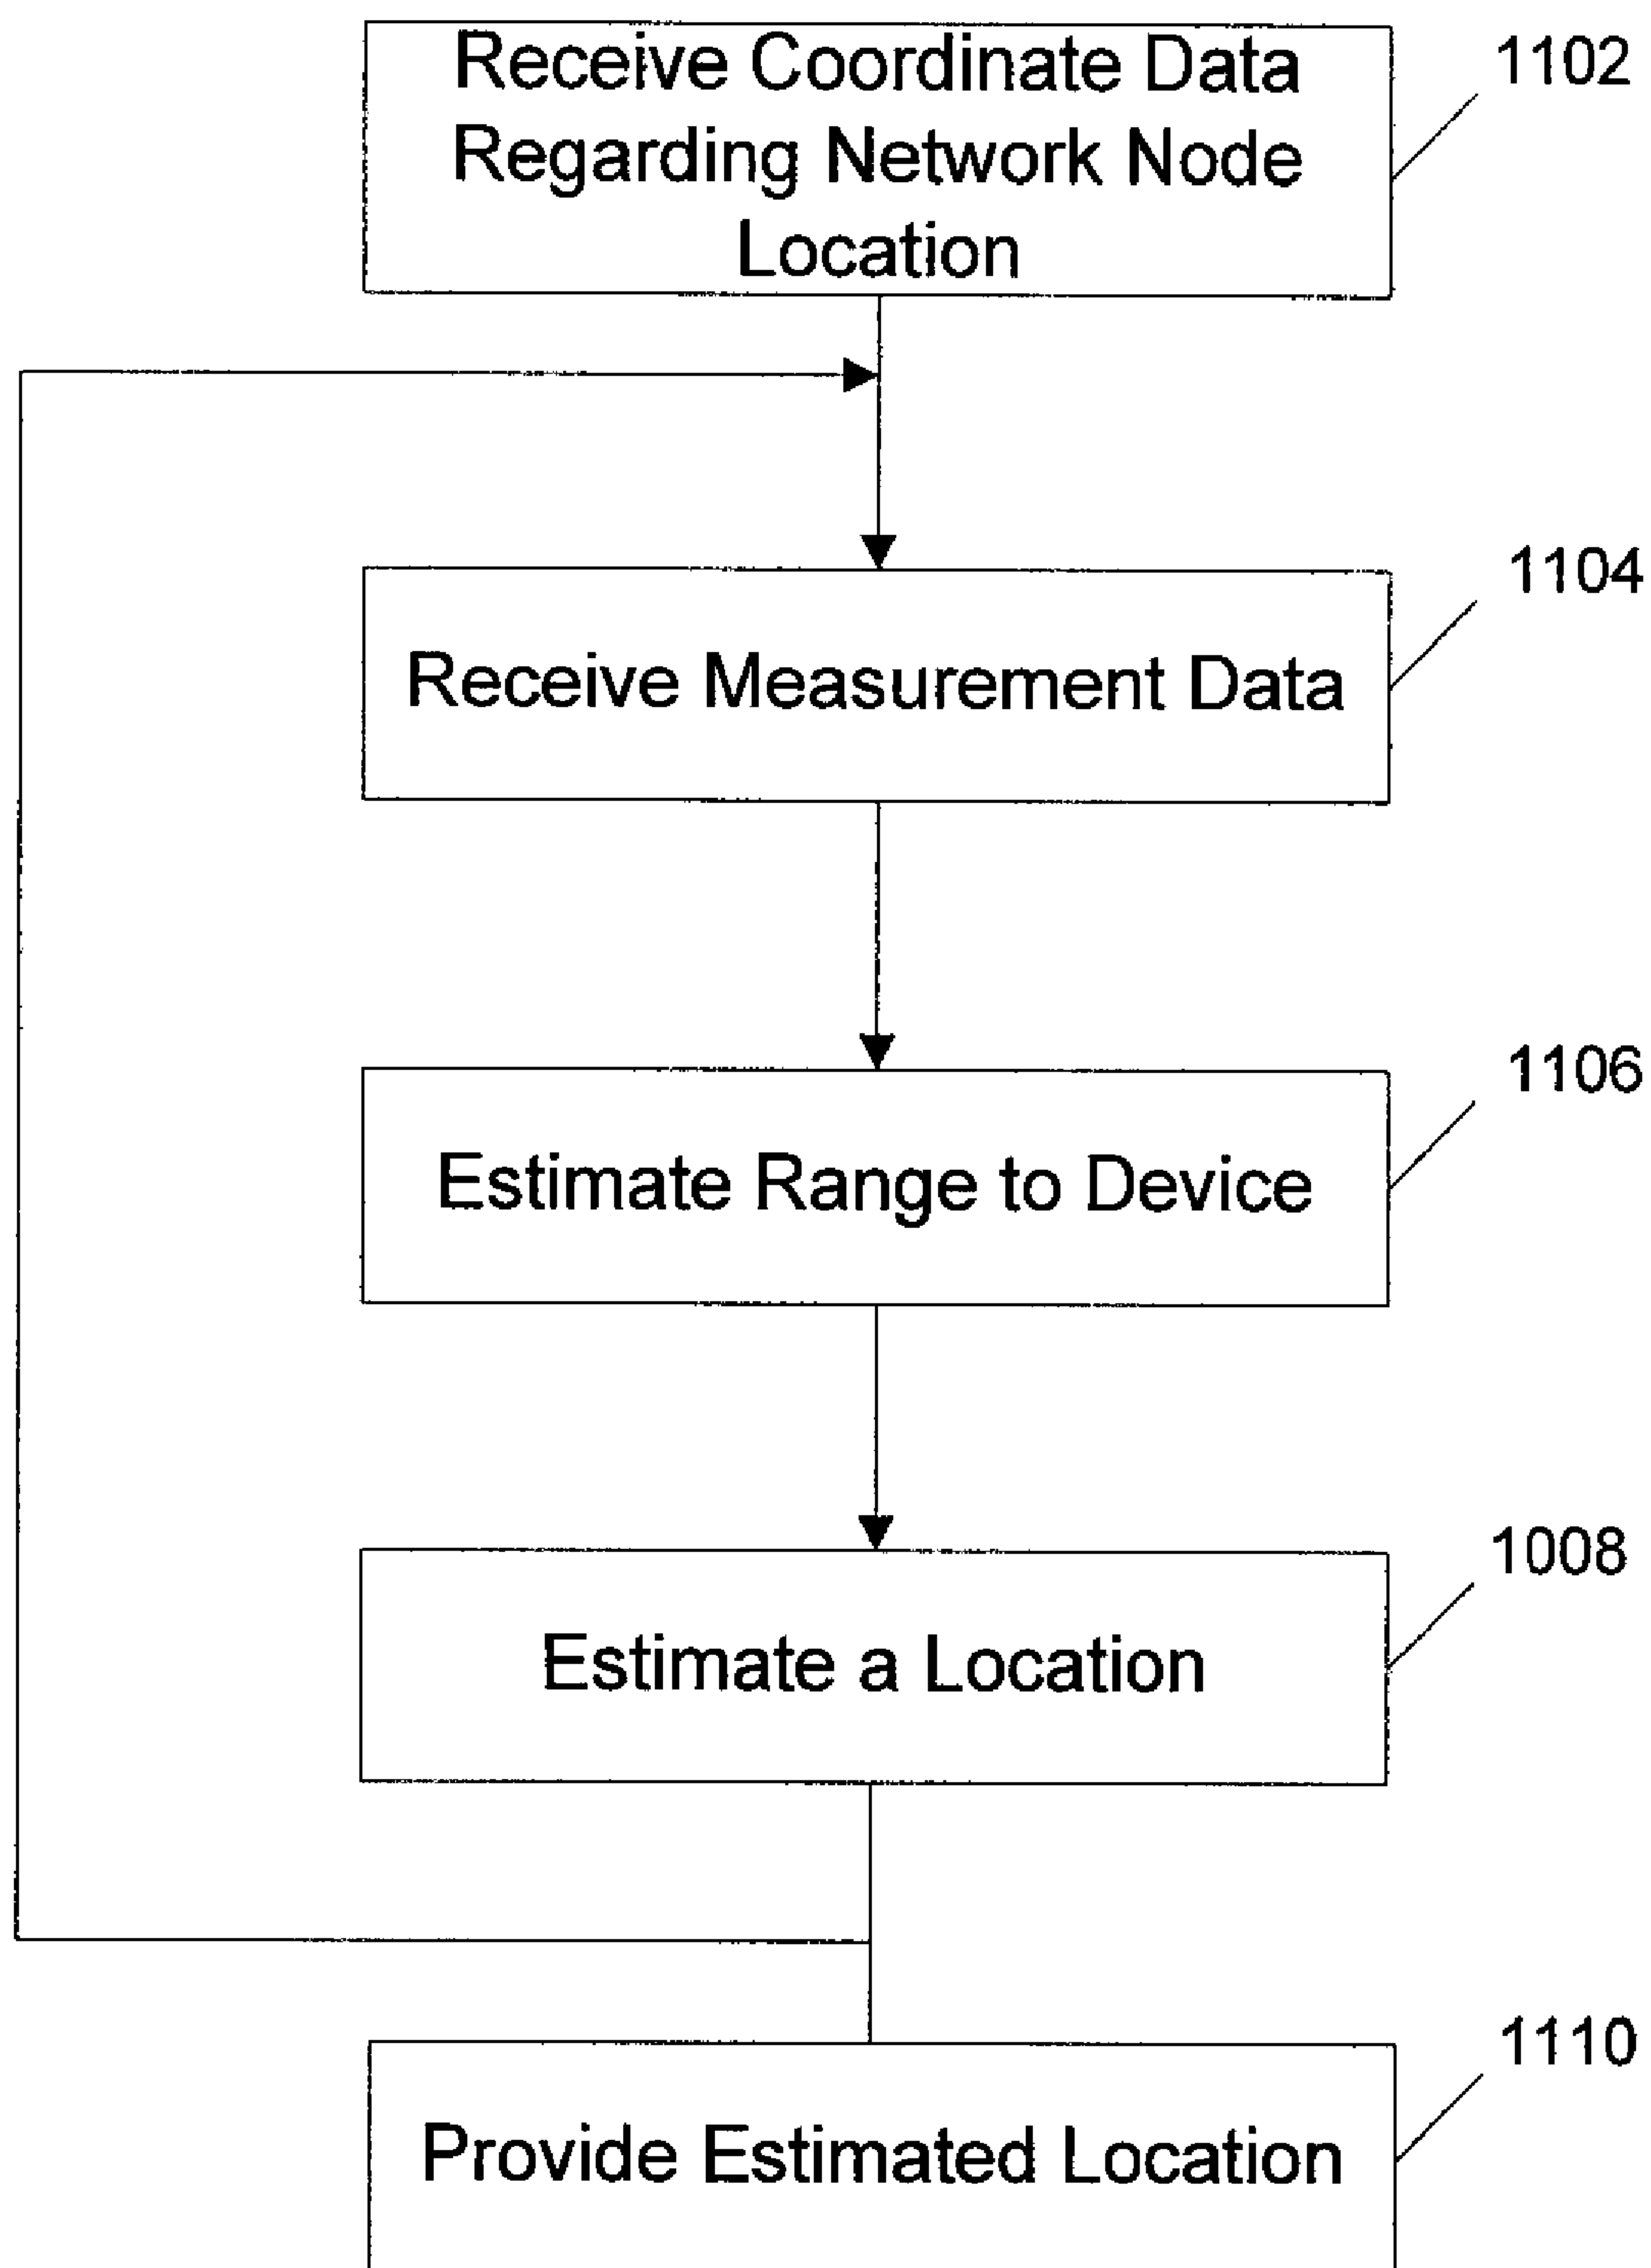 Receive Coordinate Data
Regarding Network Node
Location
1102
Receive Measurement Data
1104
Estimate Range to Device
1106
Estimate a Location
1008
Provide Estimated Location
1110